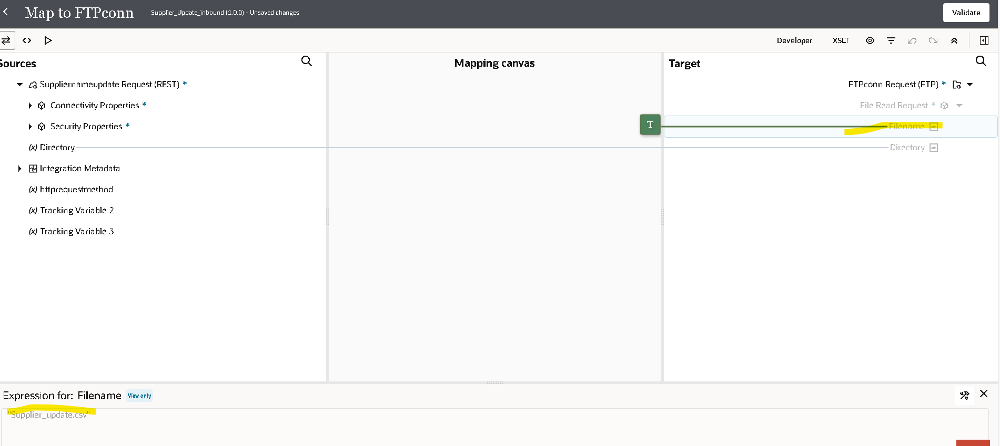 Map to FTPconn
Supplier_Update_inbound (1.0.0) - Unsaved changes
Validate
Developer
XSLT
Sources
Mapping canvas
Target
Suppliernameupdate Request (REST) *
FTPconn Request (FTP) *
Connectivity Properties *
File Read Request *
Security Properties *
T
Filename
abc
(x) Directory
Directory
abc
Integration Metadata
(x) httprequestmethod
(x) Tracking Variable 2
(x) Tracking Variable 3
Expression for: Filename
View only
"Supplier_update.csv"